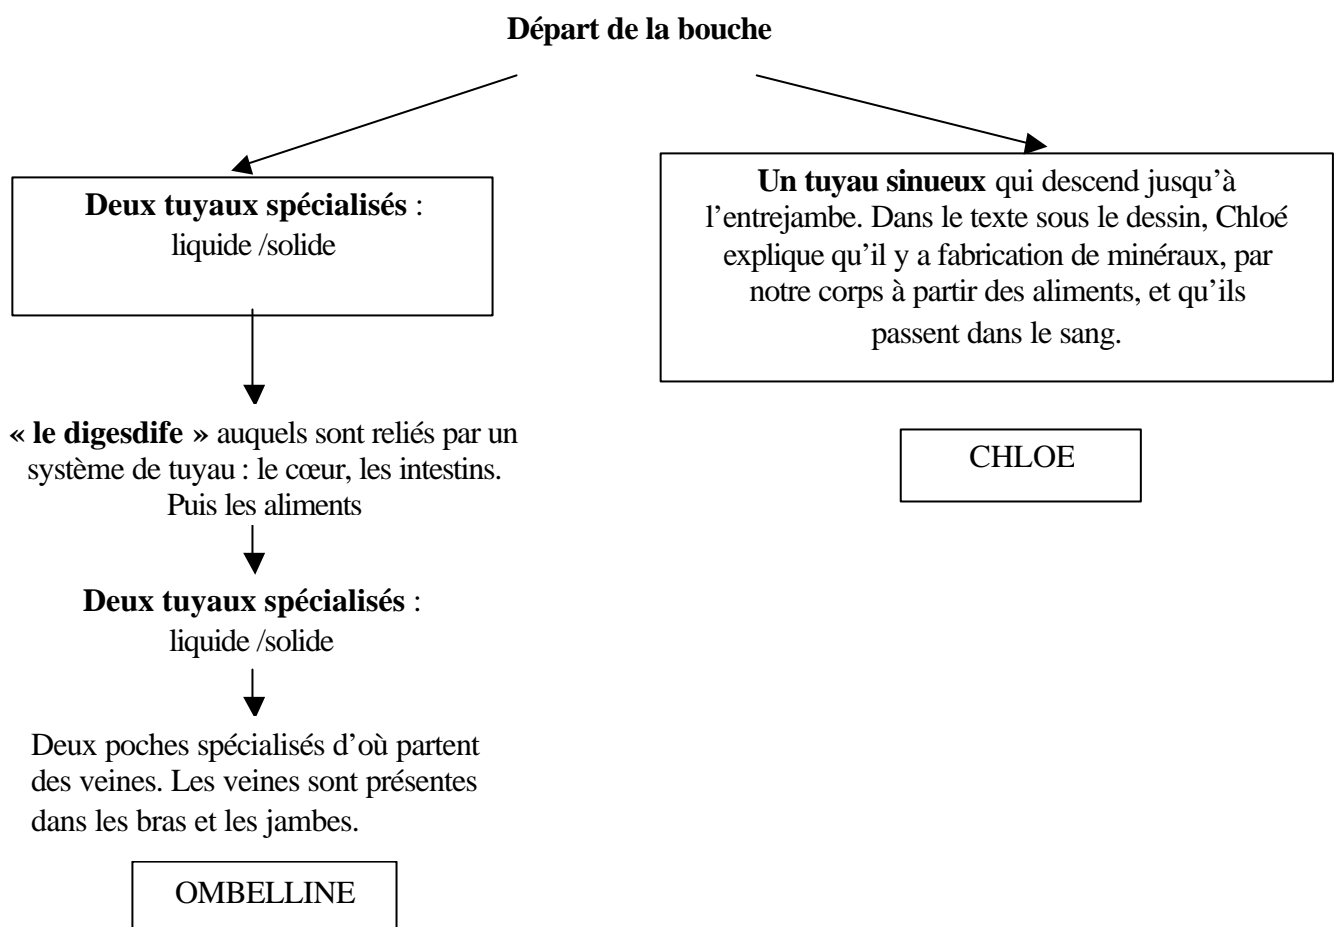 Départ de la bouche
Deux tuyaux spécialisés :
liquide /solide
« le digesdife » auquels sont reliés par un
système de tuyau : le cœur, les intestins.
Puis les aliments
Deux tuyaux spécialisés :
liquide /solide
Deux poches spécialisés d’où partent
des veines. Les veines sont présentes
dans les bras et les jambes.
OMBELLINE
Un tuyau sinueux qui descend jusqu’à
l’entrejambe. Dans le texte sous le dessin, Chloé
explique qu’il y a fabrication de minéraux, par
notre corps à partir des aliments, et qu’ils
passent dans le sang.
CHLOE